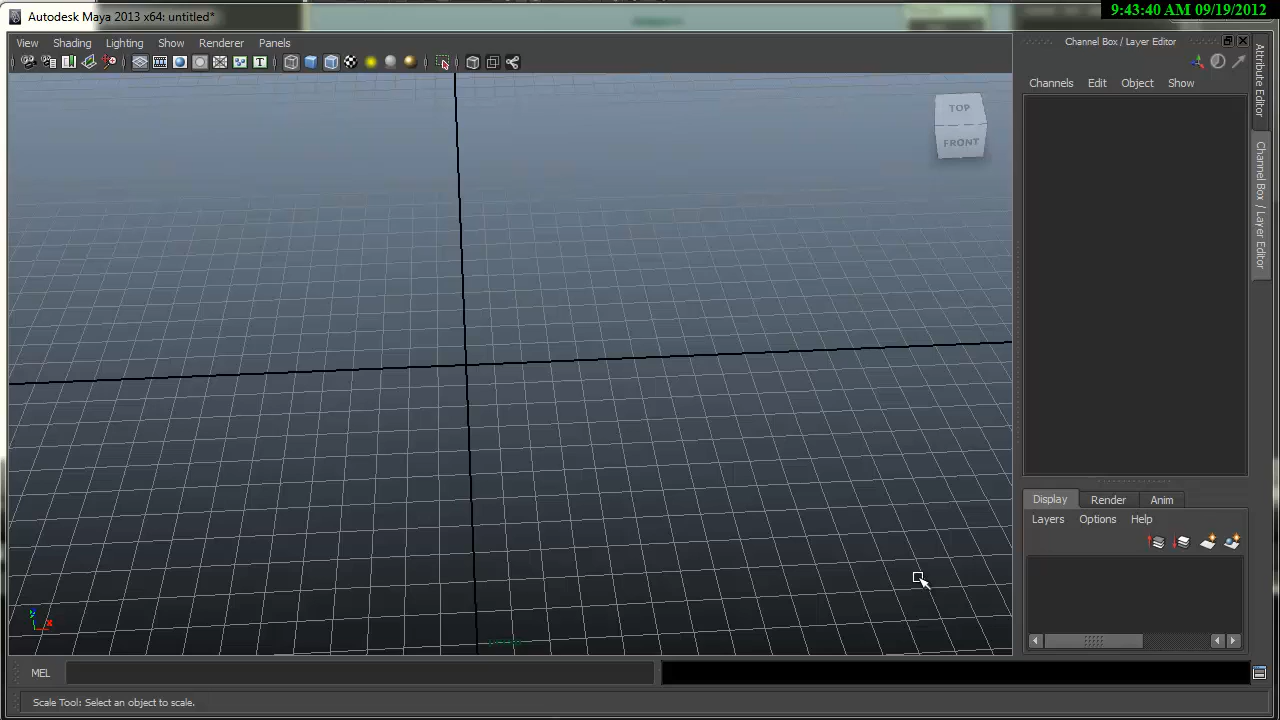 Autodesk Maya 2013 x64: untitled*
9:43:40 AM 09/19/2012
View Shading Lighting Show Renderer Panels
Channel Box / Layer Editor
Channels Edit Object Show
TOP
FRONT
Attribute Editor
Channel Box / Layer Editor
Display Render Anim
Layers Options Help
MEL
Scale Tool: Select an object to scale.